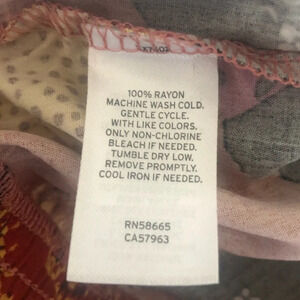 100% RAYON
MACHINE WASH COLD.
GENTLE CYCLE.
WITH LIKE COLORS.
ONLY NON-CHLORINE
BLEACH IF NEEDED.
TUMBLE DRY LOW.
REMOVE PROMPTLY.
COOL IRON IF NEEDED.
RN58665
CA57963